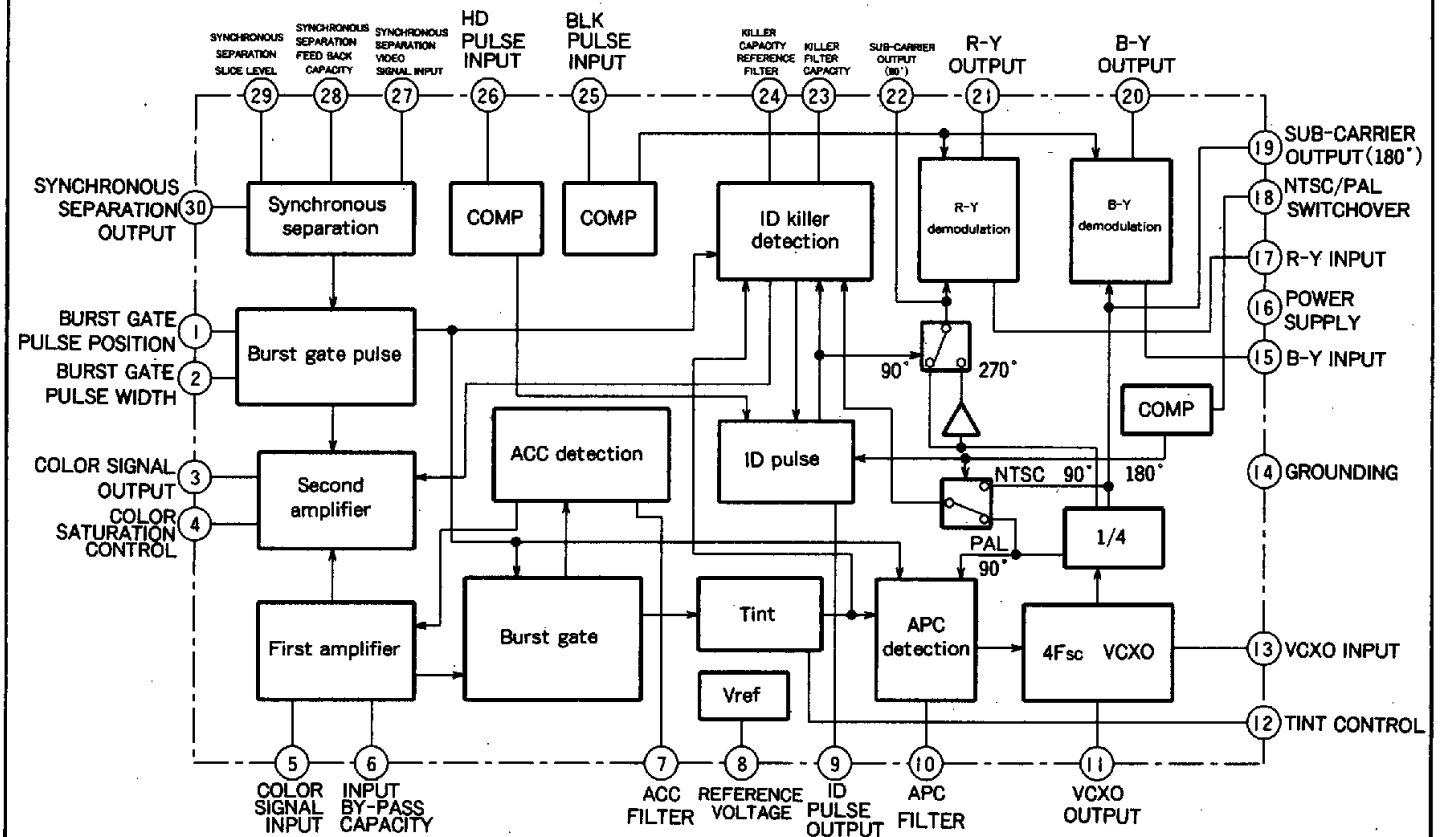 SYNCHRONOUS
SEPARATION
SLICE LEVEL
SYNCHRONOUS
SEPARATION
FEED BACK
CAPACITY
SYNCHRONOUS
SEPARATION
VIDEO
SIGNAL INPUT
HD
PULSE
INPUT
BLK
PULSE
INPUT
KILLER
CAPACITY
REFERENCE
FILTER
KILLER
FILTER
CAPACITY
SUB-CARRIER
OUTPUT
R-Y
OUTPUT
B-Y
OUTPUT
29
28
27
26
25
24
23
22
21
20
SYNCHRONOUS
SEPARATION
OUTPUT
30
Synchronous
separation
COMP
COMP
ID killer
detection
R-Y
demodulation
B-Y
demodulation
19
SUB-CARRIER
OUTPUT (180°)
18
NTSC/PAL
SWITCHOVER
17
R-Y INPUT
16
POWER
SUPPLY
15
B-Y INPUT
BURST GATE
PULSE POSITION
1
BURST GATE
PULSE WIDTH
2
Burst gate pulse
90°
270°
COMP
COLOR SIGNAL
OUTPUT
3
COLOR
SATURATION
CONTROL
4
Second
amplifier
ACC detection
ID pulse
NTSC 90° 180°
PAL
90°
1/4
14
GROUNDING
First amplifier
Burst gate
Tint
Vref
APC
detection
4Fsc VCXO
13
VCXO INPUT
12
TINT CONTROL
5
COLOR
SIGNAL
INPUT
6
INPUT
BY-PASS
CAPACITY
7
ACC
FILTER
8
REFERENCE
VOLTAGE
9
ID
PULSE
OUTPUT
10
APC
FILTER
11
VCXO
OUTPUT